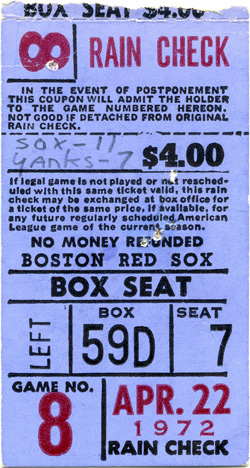 BOX SEAT $4.00
8 RAIN CHECK
IN THE EVENT OF POSTPONEMENT
THIS COUPON WILL ADMIT THE HOLDER
TO THE GAME NUMBERED HEREON.
NOT GOOD IF DETACHED FROM ORIGINAL
RAIN CHECK.
SOX-11
YANKS-7 $4.00
If legal game is not played or not resched-
uled with this same ticket valid, this rain
check may be exchanged at box office for
a ticket of the same price, if available, for
any future regularly scheduled American
League game of the current season.
NO MONEY REFUNDED
BOSTON RED SOX
BOX SEAT
LEFT
BOX
59D
SEAT
7
GAME NO.
8
APR. 22
1972
RAIN CHECK